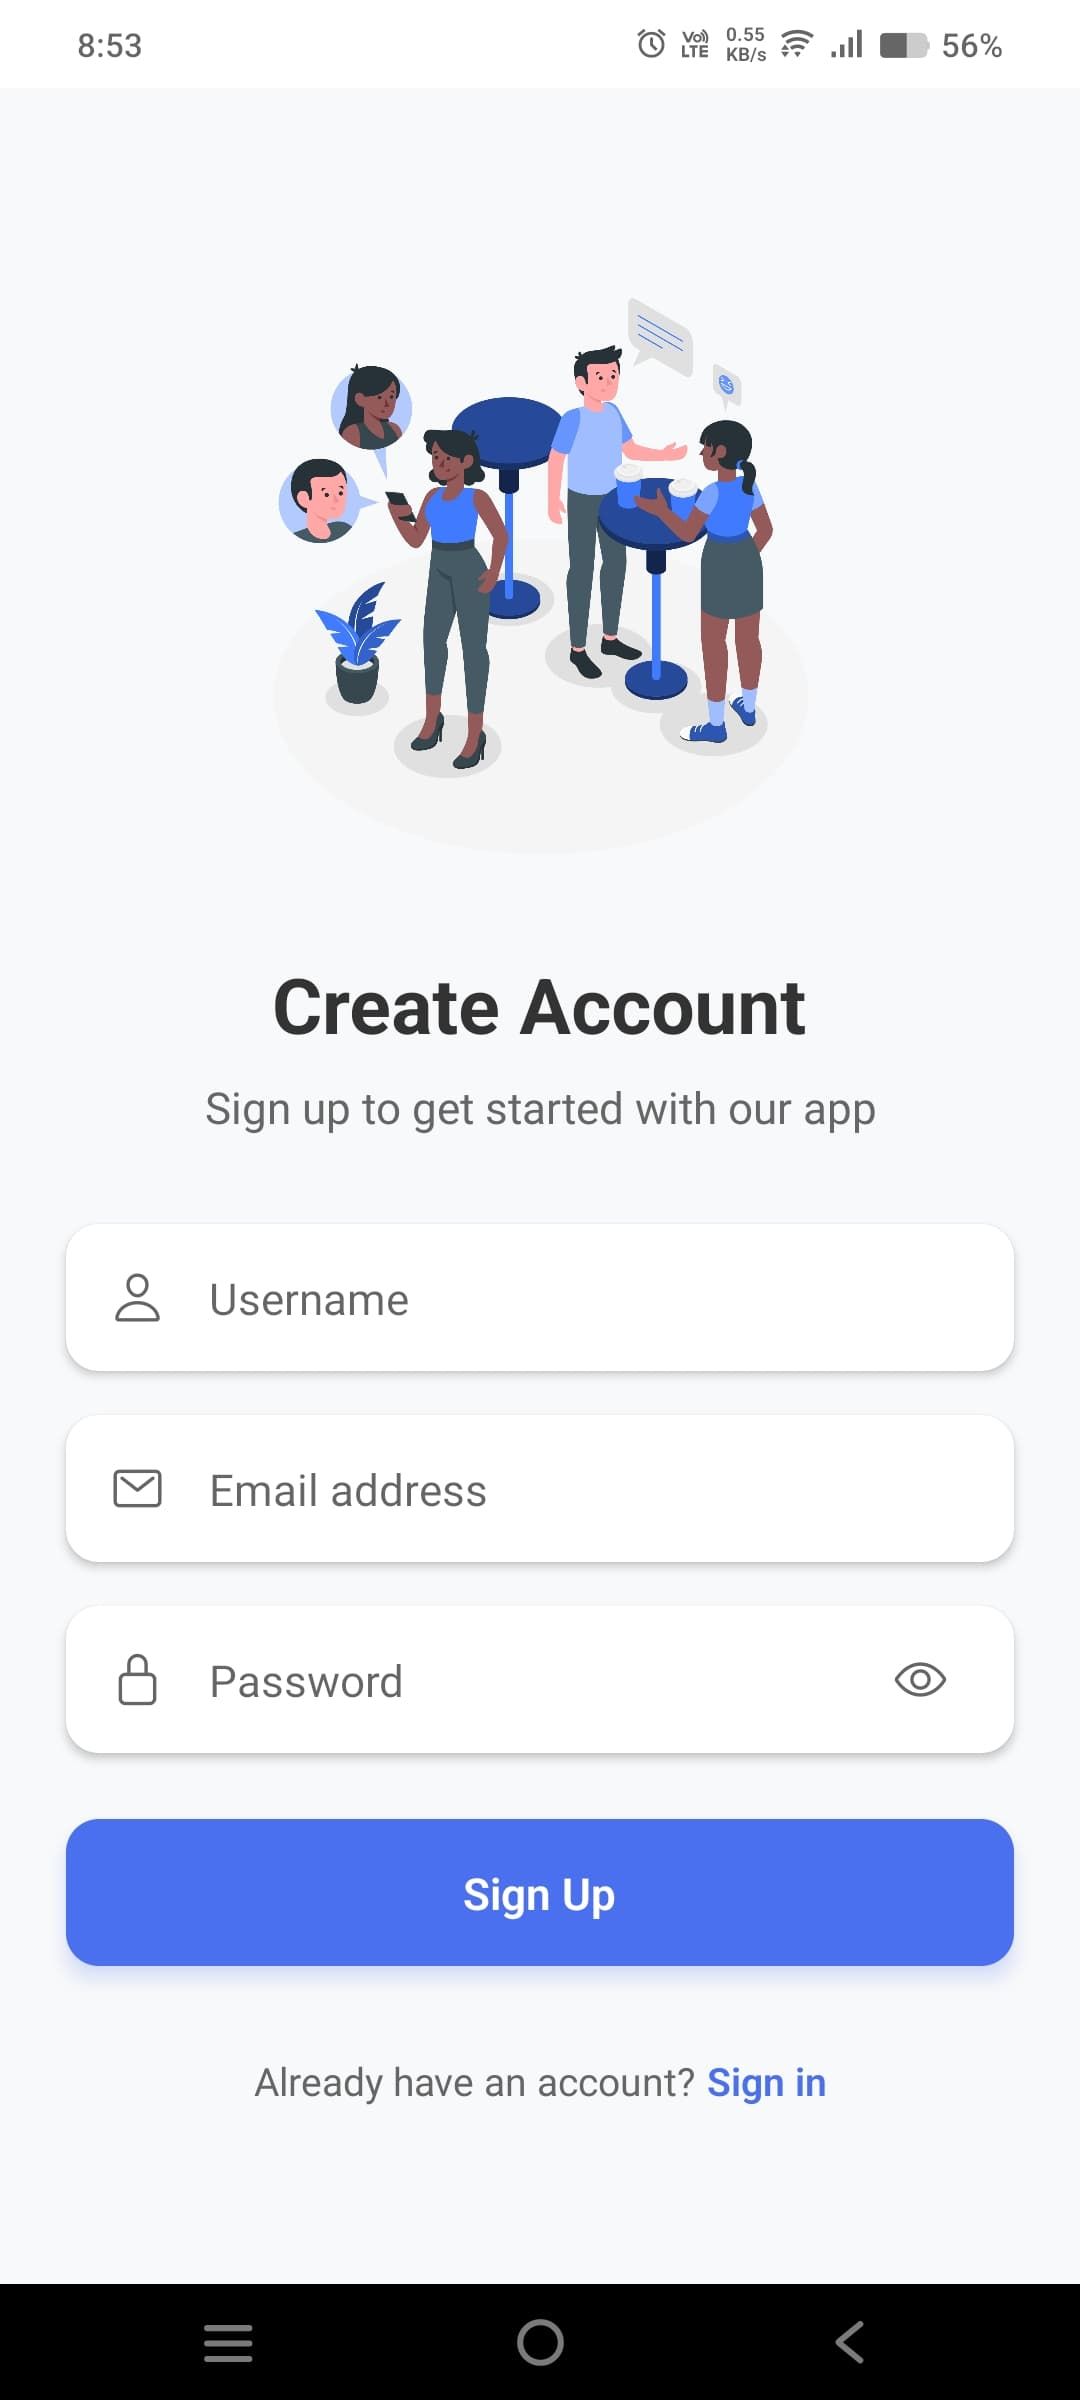 8:53
Vo)) LTE
0.55 KB/s
56%
Create Account
Sign up to get started with our app
Username
Email address
Password
Sign Up
Already have an account? Sign in